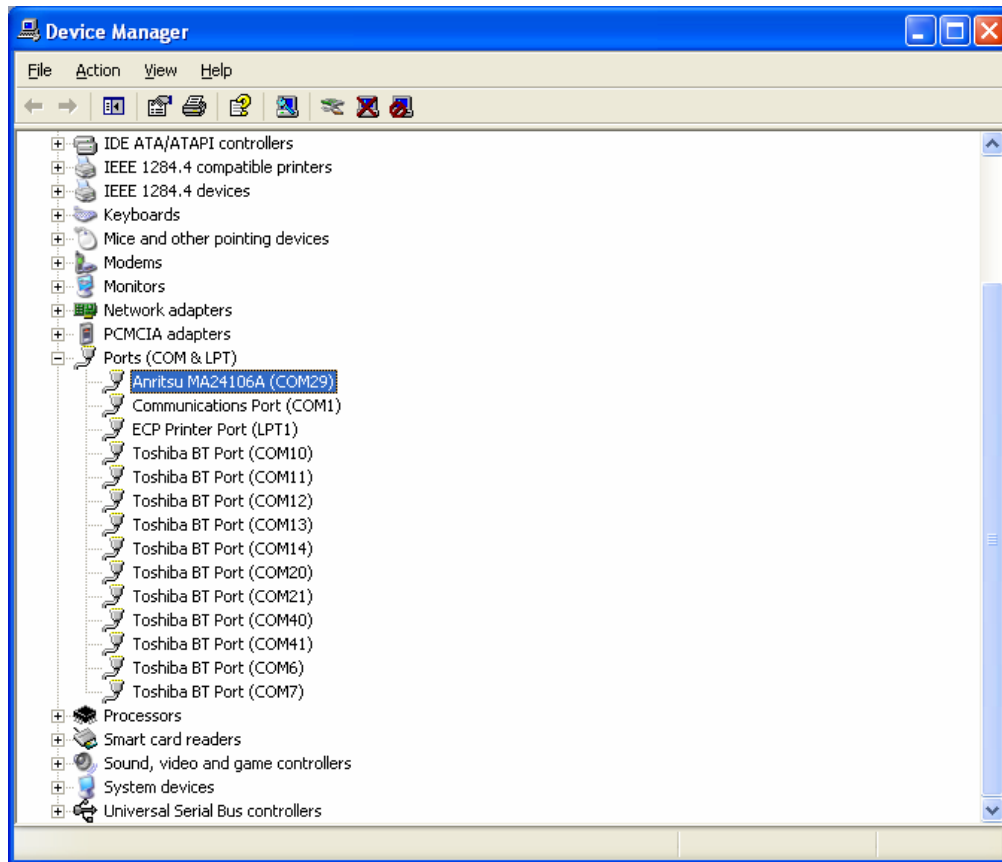 Device Manager
File Action View Help
IDE ATA/ATAPI controllers
IEEE 1284.4 compatible printers
IEEE 1284.4 devices
Keyboards
Mice and other pointing devices
Modems
Monitors
Network adapters
PCMCIA adapters
Ports (COM & LPT)
Anritsu MA24106A (COM29)
Communications Port (COM1)
ECP Printer Port (LPT1)
Toshiba BT Port (COM10)
Toshiba BT Port (COM11)
Toshiba BT Port (COM12)
Toshiba BT Port (COM13)
Toshiba BT Port (COM14)
Toshiba BT Port (COM20)
Toshiba BT Port (COM21)
Toshiba BT Port (COM40)
Toshiba BT Port (COM41)
Toshiba BT Port (COM6)
Toshiba BT Port (COM7)
Processors
Smart card readers
Sound, video and game controllers
System devices
Universal Serial Bus controllers